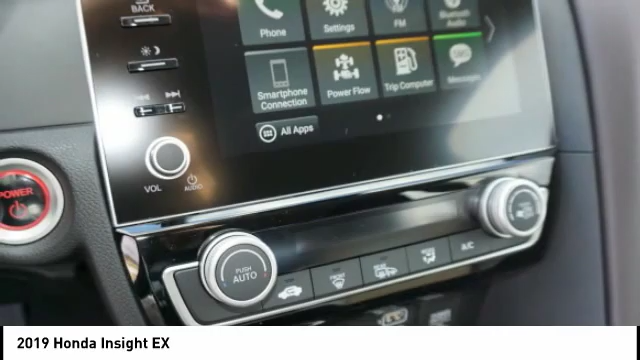 BACK
Phone
Settings
FM
Bluetooth
Audio
Smartphone
Connection
Power Flow
Trip Computer
SMS
Messages
All Apps
VOL
AUDIO
POWER
PUSH
AUTO
A/C
2019 Honda Insight EX